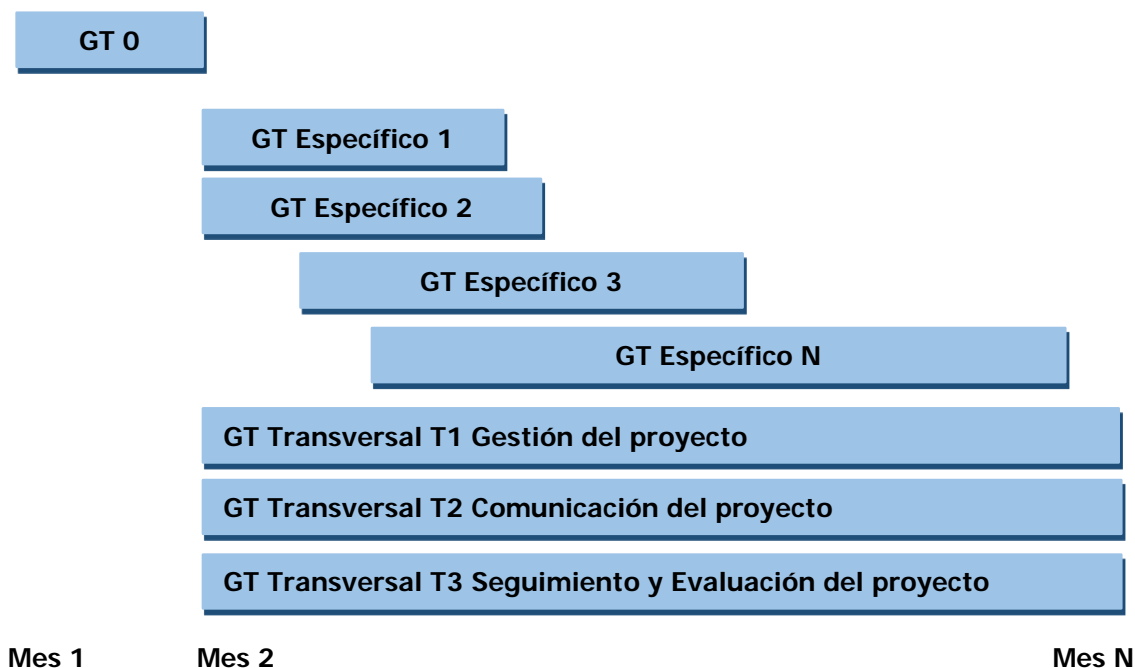 GT 0
GT Específico 1
GT Específico 2
GT Específico 3
GT Específico N
GT Transversal T1 Gestión del proyecto
GT Transversal T2 Comunicación del proyecto
GT Transversal T3 Seguimiento y Evaluación del proyecto
Mes 1 Mes 2 Mes N